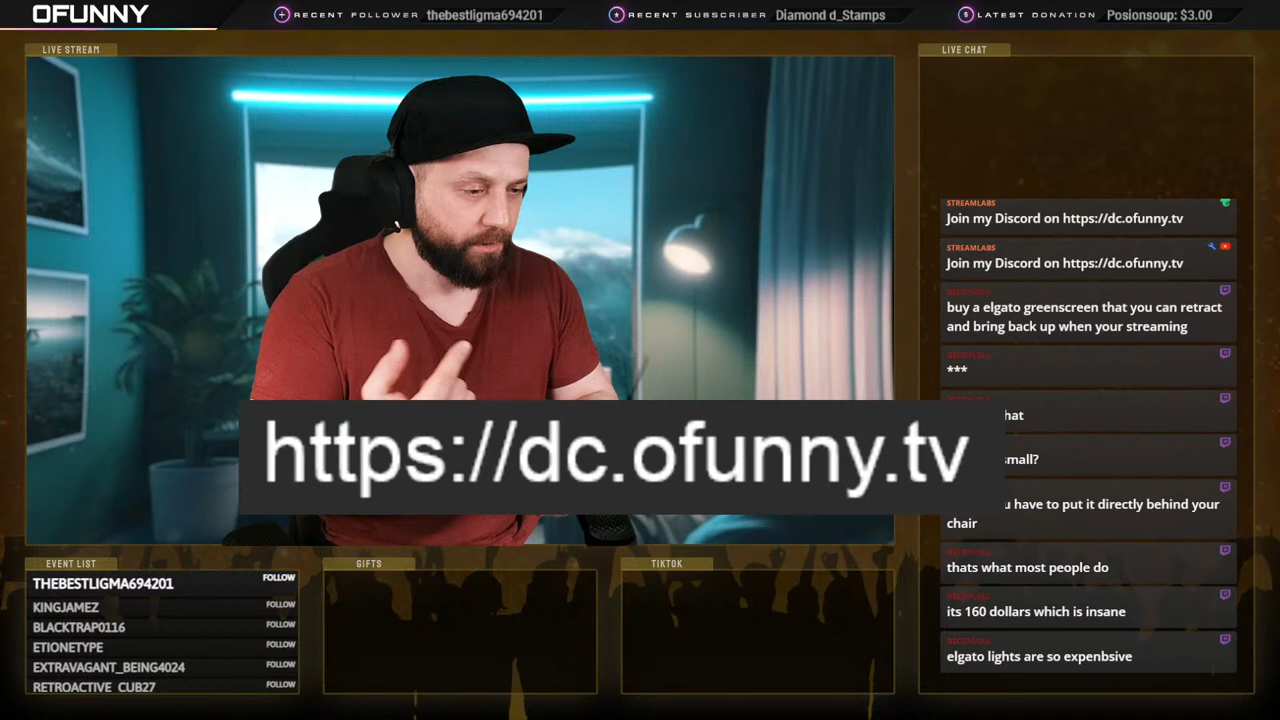 OFUNNY
RECENT FOLLOWER thebestligma694201
RECENT SUBSCRIBER Diamond d_Stamps
LATEST DONATION Posionsoup: $3.00
LIVE STREAM
https://dc.ofunny.tv
LIVE CHAT
STREAMLABS
Join my Discord on https://dc.ofunny.tv
STREAMLABS
Join my Discord on https://dc.ofunny.tv
buy a elgato greenscreen that you can retract
and bring back up when your streaming
***
hat
small?
u have to put it directly behind your
chair
thats what most people do
its 160 dollars which is insane
elgato lights are so expenbsive
EVENT LIST
THEBESTLIGMA694201 FOLLOW
KINGJAMEZ FOLLOW
BLACKTRAP0116 FOLLOW
ETIONETYPE FOLLOW
EXTRAVAGANT_BEING4024 FOLLOW
RETROACTIVE_CUB27 FOLLOW
GIFTS
TIKTOK